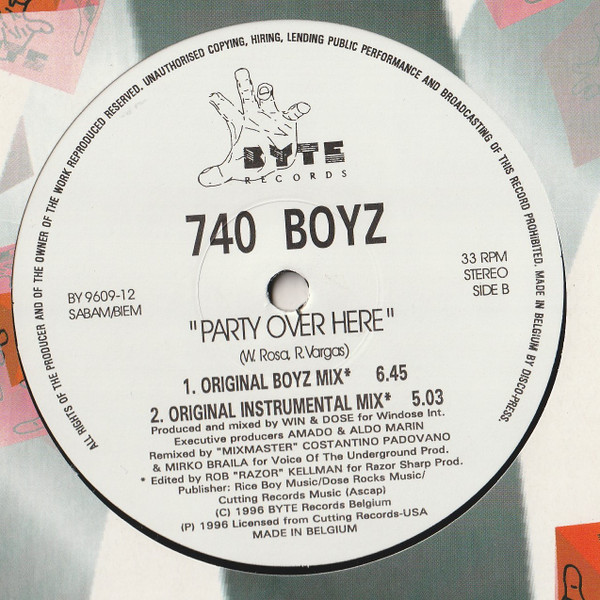 ALL RIGHTS OF THE PRODUCER AND OF THE OWNER OF THE WORK REPRODUCED RESERVED. UNAUTHORISED COPYING, HIRING, LENDING PUBLIC PERFORMANCE AND BROADCASTING OF THIS RECORD PROHIBITED. MADE IN BELGIUM BY DISCO-PRESS.
BYTE
RECORDS
740 BOYZ
BY 9609-12
SABAM/BIEM
33 RPM
STEREO
SIDE B
"PARTY OVER HERE"
(W. Rosa, R.Vargas)
1. ORIGINAL BOYZ MIX* 6.45
2. ORIGINAL INSTRUMENTAL MIX* 5.03
Produced and mixed by WIN & DOSE for Windose Int.
Executive producers AMADO & ALDO MARIN
Remixed by "MIXMASTER" COSTANTINO PADOVANO
& MIRKO BRAILA for Voice Of The Underground Prod.
* Edited by ROB "RAZOR" KELLMAN for Razor Sharp Prod.
Publisher: Rice Boy Music/Dose Rocks Music/
Cutting Records Music (Ascap)
(C) 1996 BYTE Records Belgium
(P) 1996 Licensed from Cutting Records-USA
MADE IN BELGIUM